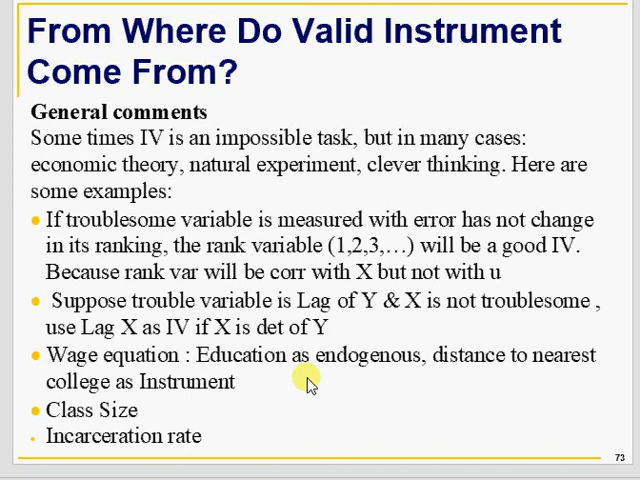 From Where Do Valid Instrument
Come From?
General comments
Some times IV is an impossible task, but in many cases:
economic theory, natural experiment, clever thinking. Here are
some examples:
• If troublesome variable is measured with error has not change
in its ranking, the rank variable (1,2,3,…) will be a good IV.
Because rank var will be corr with X but not with u
• Suppose trouble variable is Lag of Y & X is not troublesome ,
use Lag X as IV if X is det of Y
• Wage equation : Education as endogenous, distance to nearest
college as Instrument
• Class Size
• Incarceration rate
73